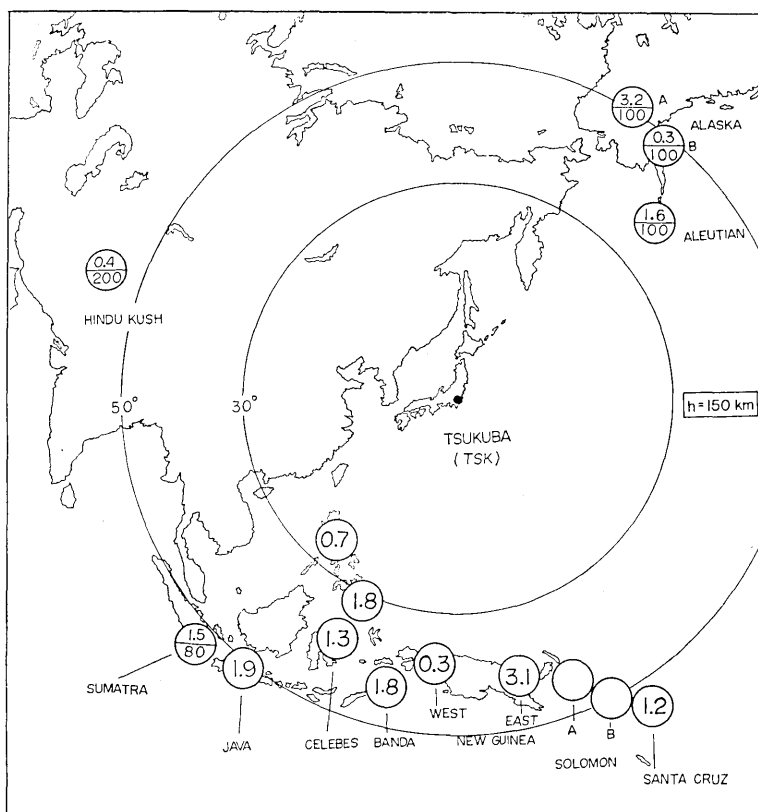 3.2
100
A
ALASKA
0.3
100
B
1.6
100
ALEUTIAN
0.4
200
HINDU KUSH
50°
30°
h=150 km
TSUKUBA
(TSK)
0.7
1.8
1.5
80
1.3
1.9
0.3
3.1
1.8
1.2
SUMATRA
JAVA
CELEBES
BANDA
WEST
EAST
NEW GUINEA
A
B
SOLOMON
SANTA CRUZ